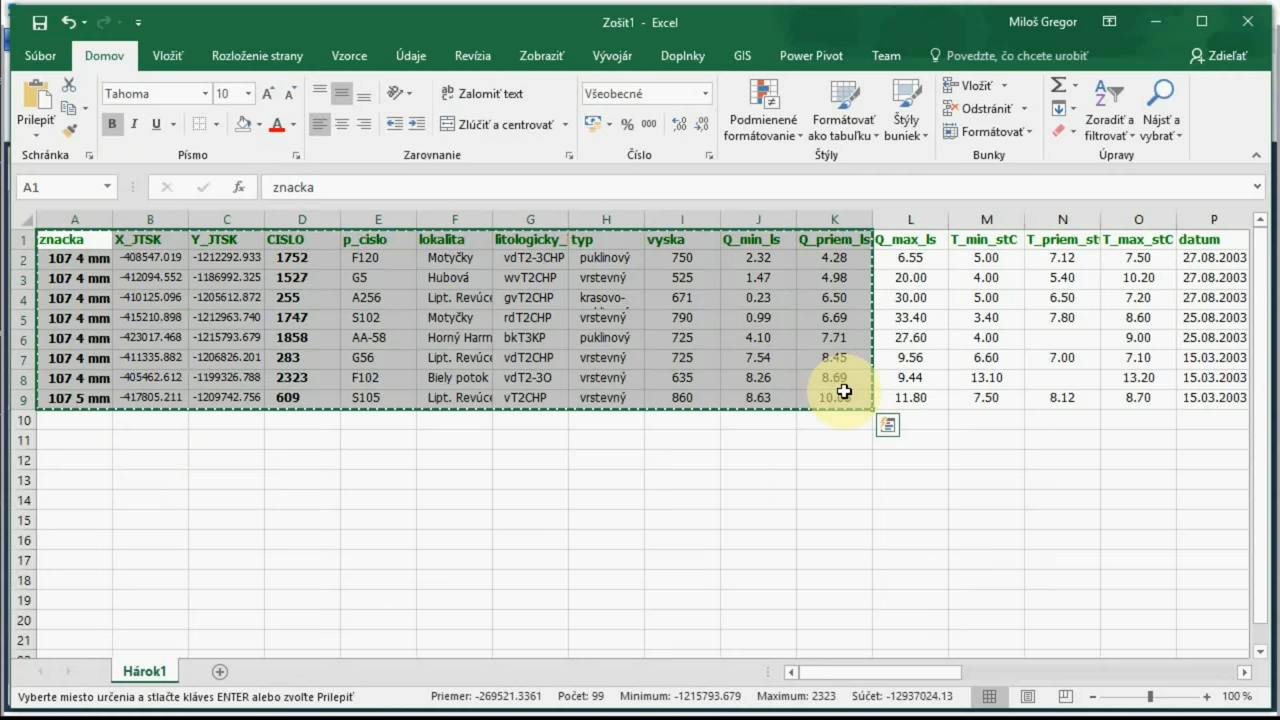 Zošit1 - Excel
Miloš Gregor
Súbor Domov Vložiť Rozloženie strany Vzorce Údaje Revízia Zobraziť Vývojár Doplnky GIS Power Pivot Team Povedzte, čo chcete urobiť Zdieľať
Prilepiť
Schránka
Tahoma 10
B I U
Písmo
Zalomiť text
Zlúčiť a centrovať
Zarovnanie
Všeobecné
% 000
Číslo
Podmienené formátovanie
Formátovať ako tabuľku
Štýly buniek
Štýly
Vložiť
Odstrániť
Formátovať
Bunky
Zoradiť a filtrovať
Nájsť a vybrať
Úpravy
A1 fx znacka
A B C D E F G H I J K L M N O P
1 znacka X_JTSK Y_JTSK CISLO p_cislo lokalita litologicky_ typ vyska Q_min_ls Q_priem_ls Q_max_ls T_min_stC T_priem_st T_max_stC datum
2 107 4 mm -408547.019 -1212292.933 1752 F120 Motyčky vdT2-3CHP puklinový 750 2.32 4.28 6.55 5.00 7.12 7.50 27.08.2003
3 107 4 mm -412094.552 -1186992.325 1527 G5 Hubová wvT2CHP vrstevný 525 1.47 4.98 20.00 4.00 5.40 10.20 27.08.2003
4 107 4 mm -410125.096 -1205612.872 255 A256 Lipt. Revúce gvT2CHP krasovo- 671 0.23 6.50 30.00 5.00 6.50 7.20 27.08.2003
5 107 4 mm -415210.898 -1212963.740 1747 S102 Motyčky rdT2CHP vrstevný 790 0.99 6.69 33.40 3.40 7.80 8.60 25.08.2003
6 107 4 mm -423017.468 -1215793.679 1858 AA-58 Horný Harm bkT3KP puklinový 725 4.10 7.71 27.60 4.00 9.00 25.08.2003
7 107 4 mm -411335.882 -1206826.201 283 G56 Lipt. Revúce vdT2CHP vrstevný 725 7.54 8.45 9.56 6.60 7.00 7.10 15.03.2003
8 107 4 mm -405462.612 -1199326.788 2323 F102 Biely potok vdT2-3O vrstevný 635 8.26 8.69 9.44 13.10 13.20 15.03.2003
9 107 5 mm -417805.211 -1209742.756 609 S105 Lipt. Revúce vT2CHP vrstevný 860 8.63 11.80 7.50 8.12 8.70 15.03.2003
10
11
12
13
14
15
16
17
18
19
20
21
Hárok1
Vyberte miesto určenia a stlačte kláves ENTER alebo zvoľte Prilepiť Priemer: -269521.3361 Počet: 99 Minimum: -1215793.679 Maximum: 2323 Súčet: -12937024.13 100 %